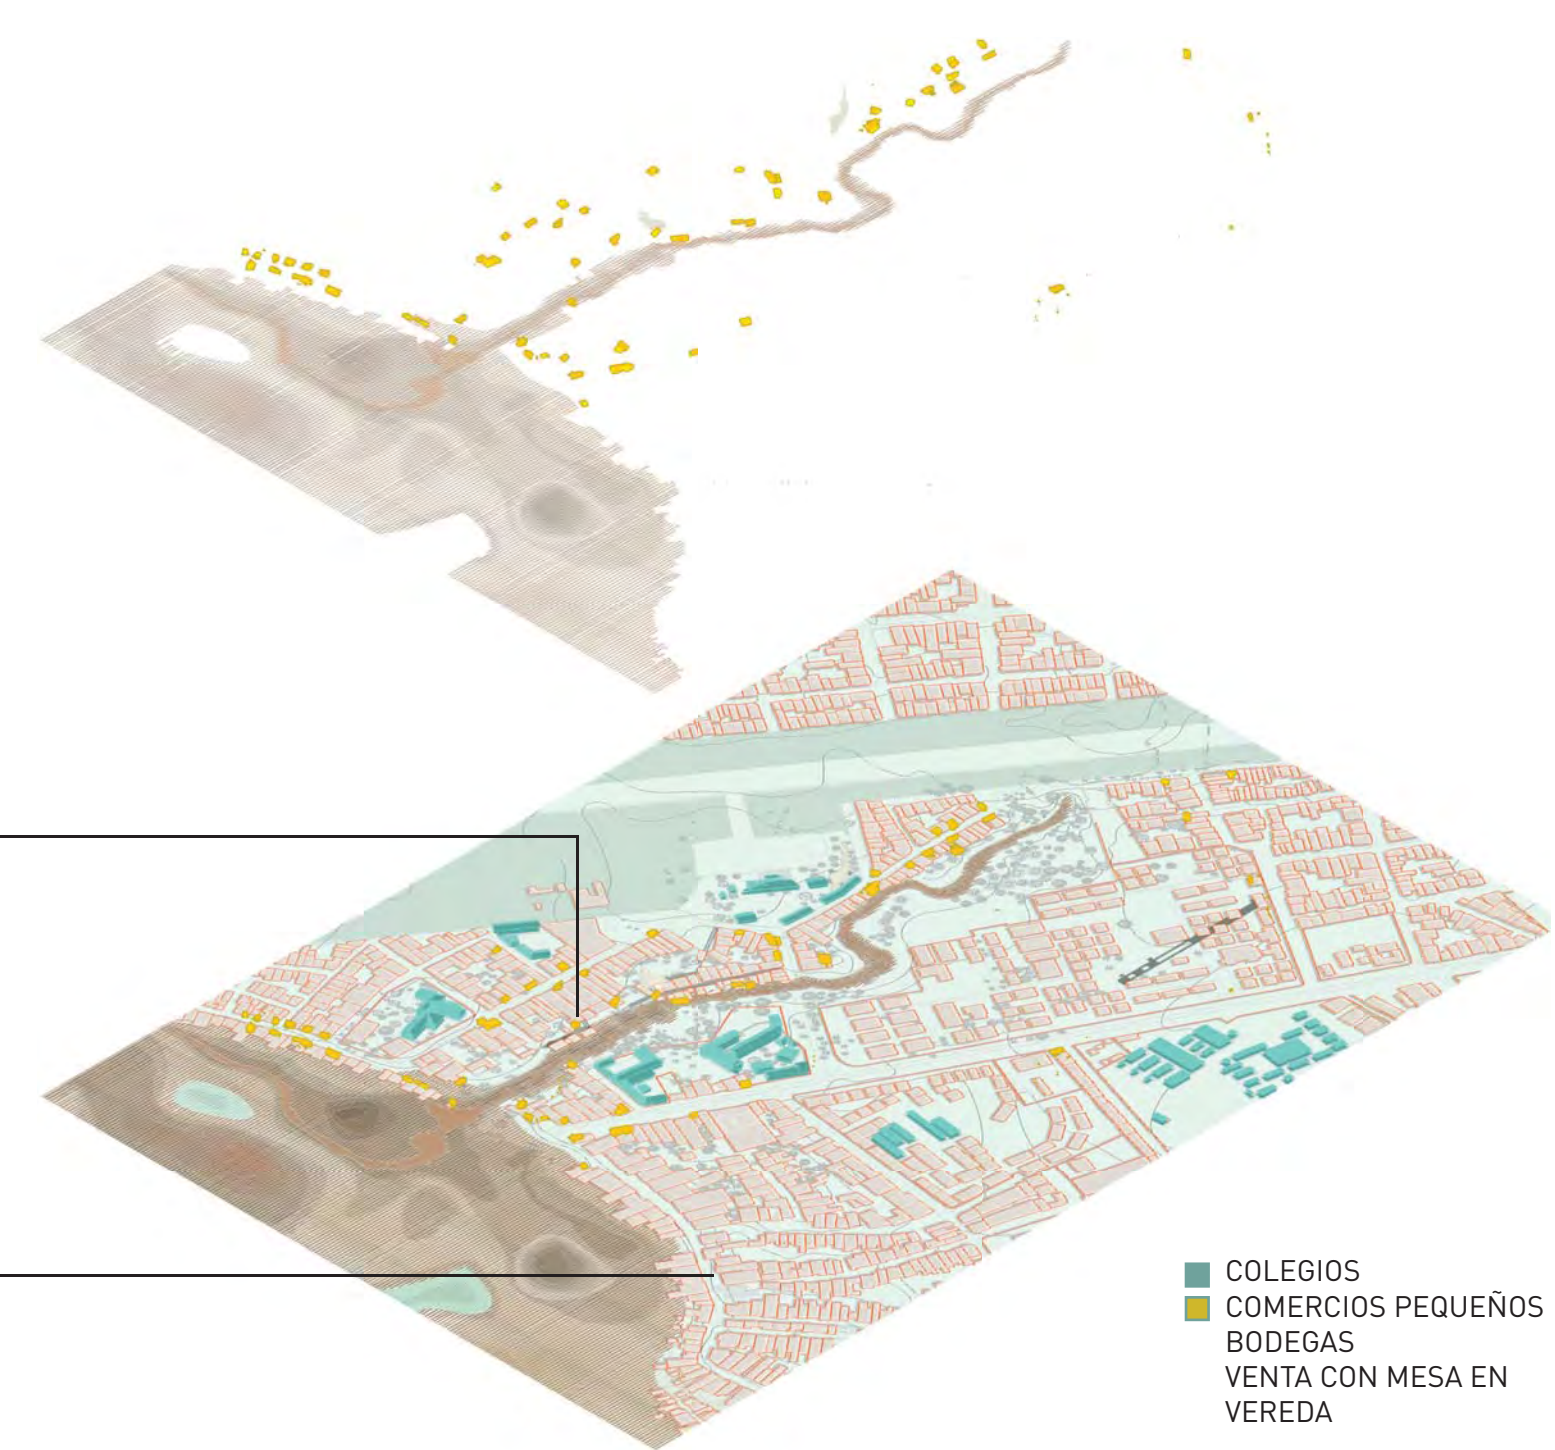 COLEGIOS
COMERCIOS PEQUEÑOS
BODEGAS
VENTA CON MESA EN
VEREDA